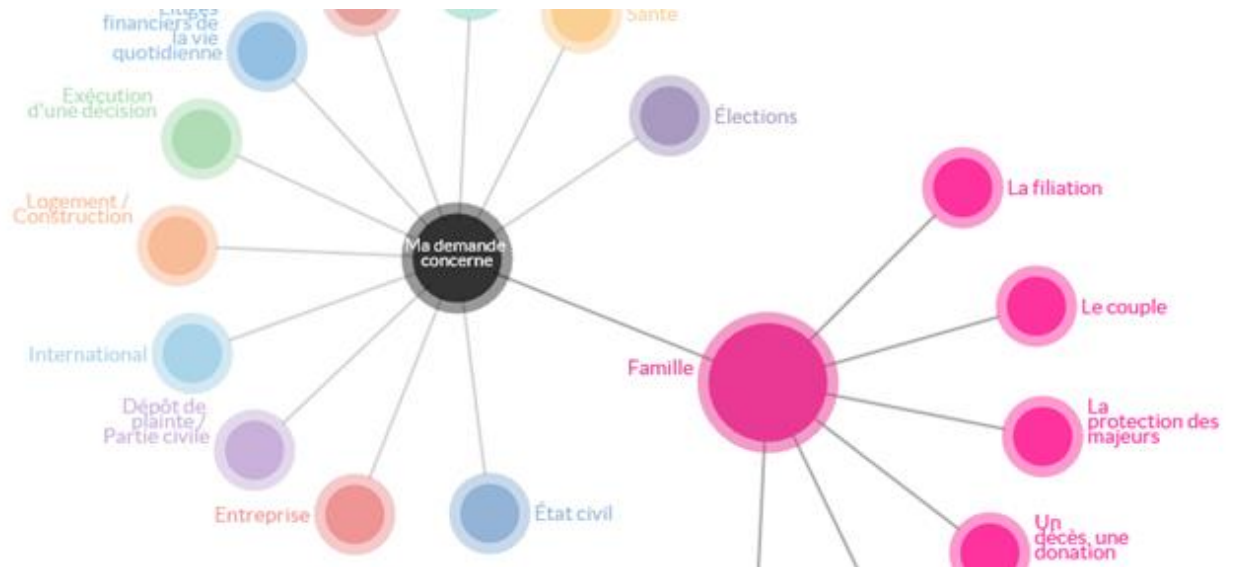 Litiges
financiers de
la vie
quotidienne
Santé
Exécution
d'une décision
Élections
La filiation
Logement /
Construction
Ma demande
concerne
Le couple
International
Famille
Dépôt de
plainte /
Partie civile
La
protection des
majeurs
Entreprise
État civil
Un
décès, une
donation